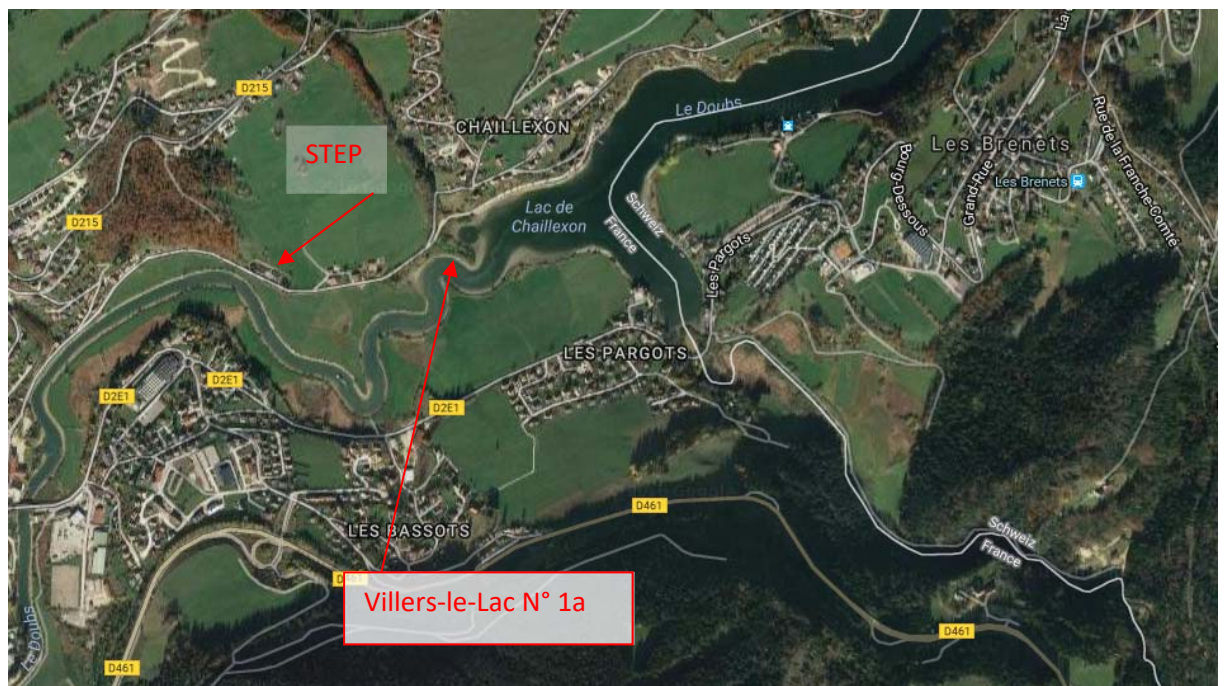 La
D215
Le Doubs
CHAILLEXON
STEP
Les Brenets
Rue de la Franche-Comté
Bourg-Dessous
Grand-Rue
Les Brenets
Lac de
Chaillexon
Schweiz
France
D215
Les Pargots
LES PARGOTS
D2E1
D2E1
D2E1
D461
LES BASSOTS
Schweiz
France
Villers-le-Lac N° 1a
Le Doubs
D461
D461